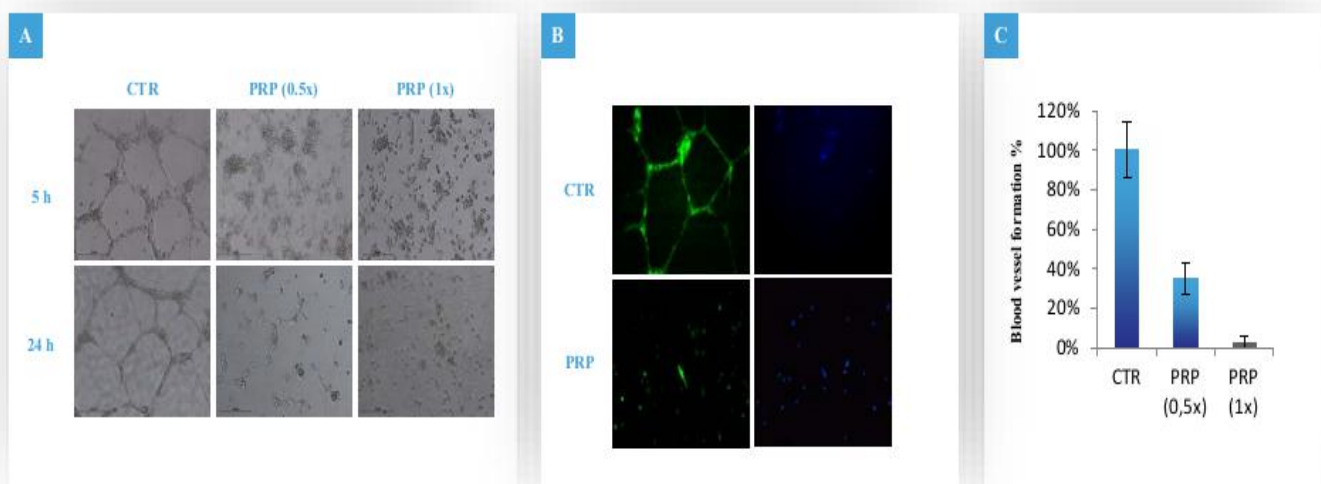 A
CTR PRP (0.5x) PRP (1x)
5 h
24 h
B
CTR
PRP
C
Blood vessel formation %
120%
100%
80%
60%
40%
20%
0%
CTR PRP PRP
(0,5x) (1x)